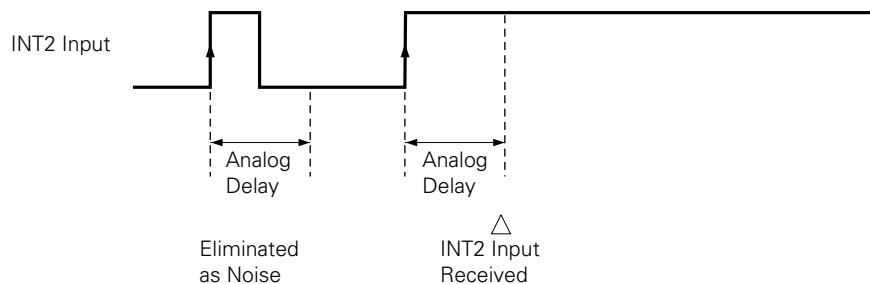 INT2 Input
Analog
Delay
Analog
Delay
Eliminated
as Noise
INT2 Input
Received